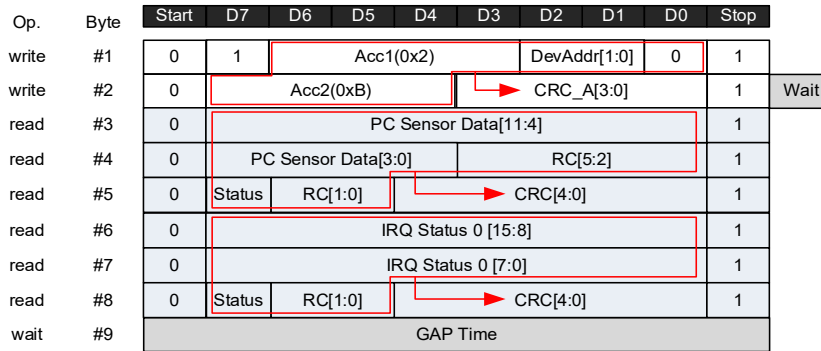 Op. Byte Start D7 D6 D5 D4 D3 D2 D1 D0 Stop
write #1 0 1 Acc1(0x2) DevAddr[1:0] 0 1
write #2 0 Acc2(0xB) CRC_A[3:0] 1 Wait
read #3 0 PC Sensor Data[11:4] 1
read #4 0 PC Sensor Data[3:0] RC[5:2] 1
read #5 0 Status RC[1:0] CRC[4:0] 1
read #6 0 IRQ Status 0 [15:8] 1
read #7 0 IRQ Status 0 [7:0] 1
read #8 0 Status RC[1:0] CRC[4:0] 1
wait #9 GAP Time